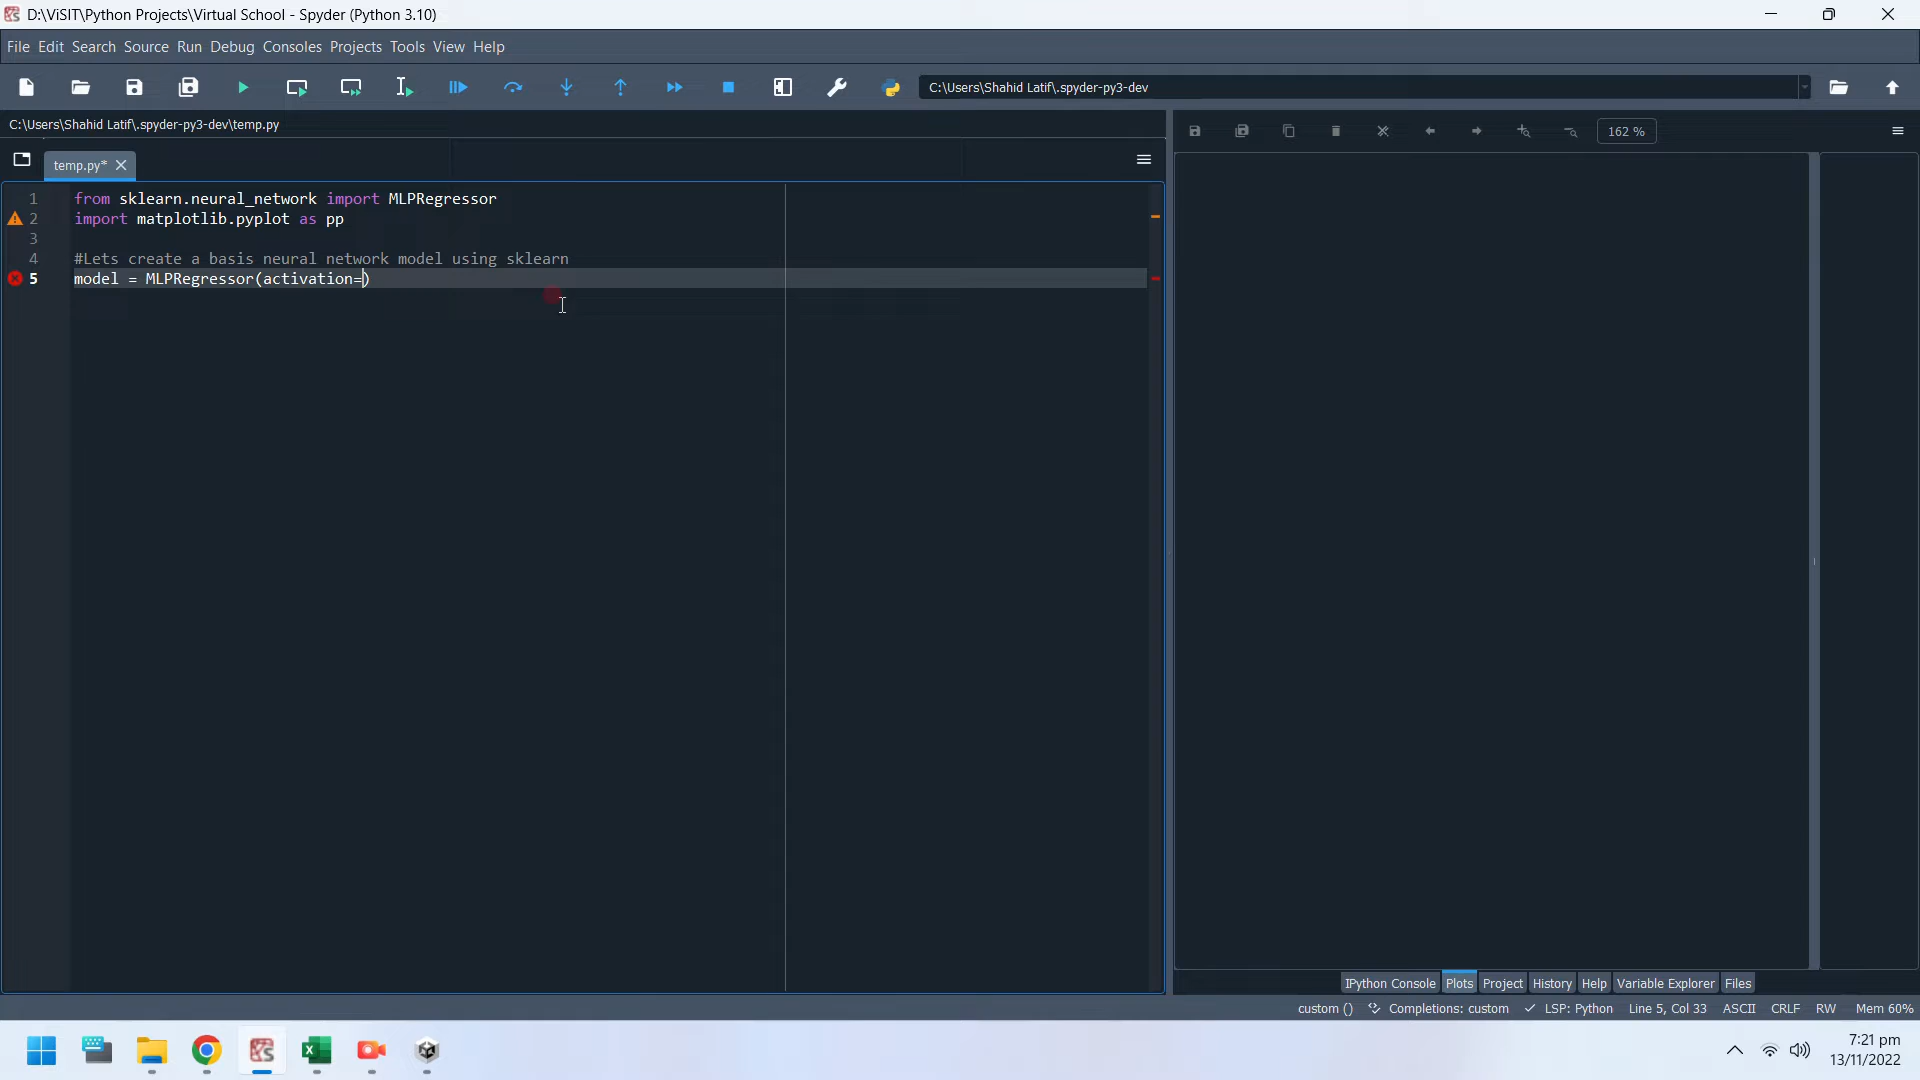 D:\ViSIT\Python Projects\Virtual School - Spyder (Python 3.10)
File Edit Search Source Run Debug Consoles Projects Tools View Help
C:\Users\Shahid Latif\.spyder-py3-dev
C:\Users\Shahid Latif\.spyder-py3-dev\temp.py
162 %
temp.py*
1 from sklearn.neural_network import MLPRegressor
2 import matplotlib.pyplot as pp
3
4 #Lets create a basis neural network model using sklearn
5 model = MLPRegressor(activation=)
IPython Console Plots Project History Help Variable Explorer Files
custom () Completions: custom LSP: Python Line 5, Col 33 ASCII CRLF RW Mem 60%
7:21 pm
13/11/2022